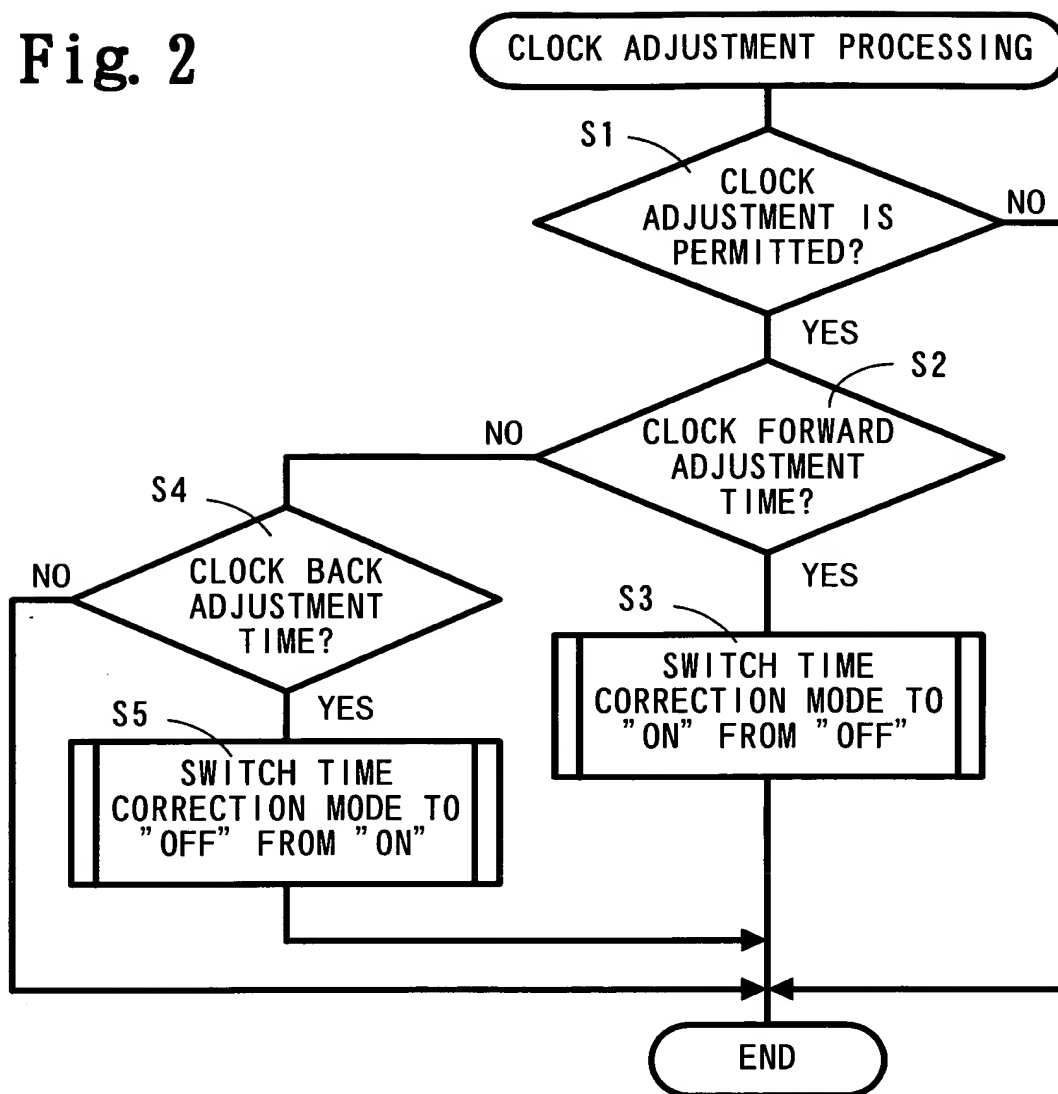 Fig. 2
CLOCK ADJUSTMENT PROCESSING
S1
CLOCK
ADJUSTMENT IS
PERMITTED?
NO
YES
S2
CLOCK FORWARD
ADJUSTMENT
TIME?
NO
YES
S4
CLOCK BACK
ADJUSTMENT
TIME?
NO
YES
S3
SWITCH TIME
CORRECTION MODE TO
"ON" FROM "OFF"
S5
SWITCH TIME
CORRECTION MODE TO
"OFF" FROM "ON"
END